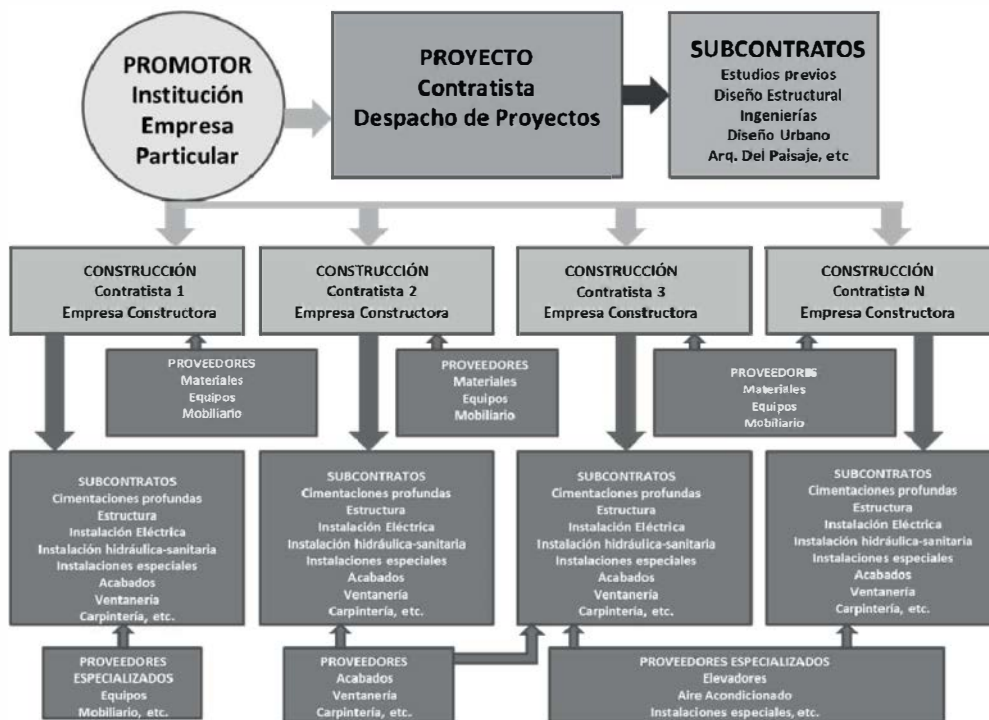 PROMOTOR
Institución
Empresa
Particular
PROYECTO
Contratista
Despacho de Proyectos
SUBCONTRATOS
Estudios previos
Diseño Estructural
Ingenierías
Diseño Urbano
Arq. Del Paisaje, etc
CONSTRUCCIÓN
Contratista 1
Empresa Constructora
CONSTRUCCIÓN
Contratista 2
Empresa Constructora
CONSTRUCCIÓN
Contratista 3
Empresa Constructora
CONSTRUCCIÓN
Contratista N
Empresa Constructora
PROVEEDORES
Materiales
Equipos
Mobiliario
PROVEEDORES
Materiales
Equipos
Mobiliario
PROVEEDORES
Materiales
Equipos
Mobiliario
SUBCONTRATOS
Cimentaciones profundas
Estructura
Instalación Eléctrica
Instalación hidráulica-sanitaria
Instalaciones especiales
Acabados
Ventanería
Carpintería, etc.
SUBCONTRATOS
Cimentaciones profundas
Estructura
Instalación Eléctrica
Instalación hidráulica-sanitaria
Instalaciones especiales
Acabados
Ventanería
Carpintería, etc.
SUBCONTRATOS
Cimentaciones profundas
Estructura
Instalación Eléctrica
Instalación hidráulica-sanitaria
Instalaciones especiales
Acabados
Ventanería
Carpintería, etc.
SUBCONTRATOS
Cimentaciones profundas
Estructura
Instalación Eléctrica
Instalación hidráulica-sanitaria
Instalaciones especiales
Acabados
Ventanería
Carpintería, etc.
PROVEEDORES
ESPECIALIZADOS
Equipos
Mobiliario, etc.
PROVEEDORES
Acabados
Ventanería
Carpintería, etc.
PROVEEDORES ESPECIALIZADOS
Elevadores
Aire Acondicionado
Instalaciones especiales, etc.